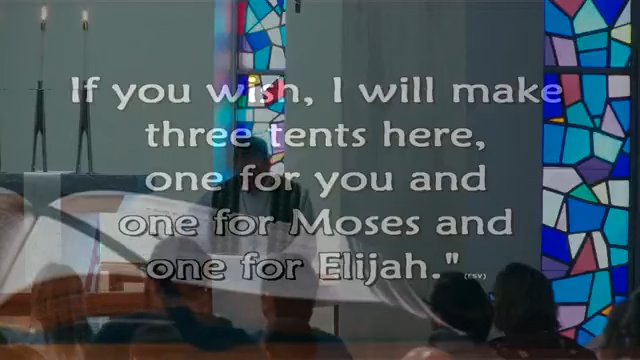 If you wish, I will make
three tents here,
one for you and
one for Moses and
one for Elijah."
(ESV)